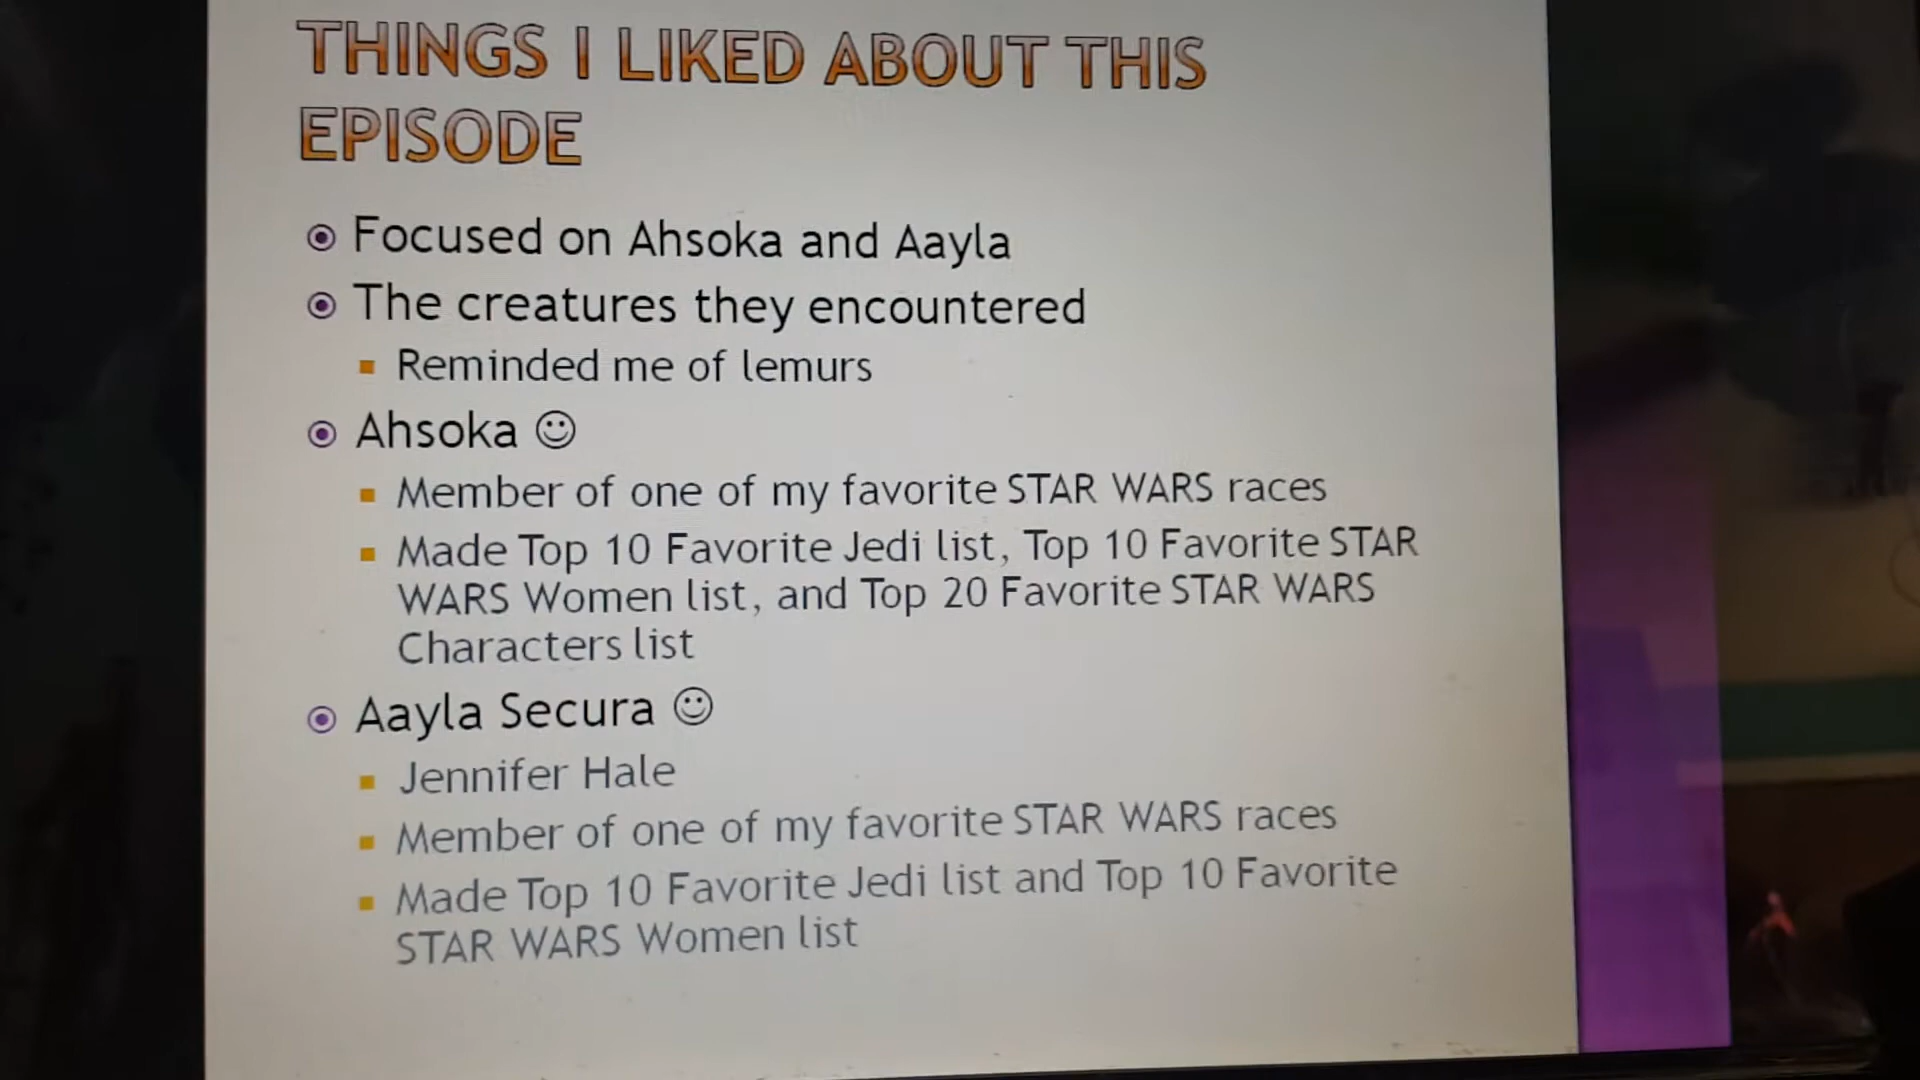 THINGS I LIKED ABOUT THIS
EPISODE
Focused on Ahsoka and Aayla
The creatures they encountered
Reminded me of lemurs
Ahsoka ☺
Member of one of my favorite STAR WARS races
Made Top 10 Favorite Jedi list, Top 10 Favorite STAR
WARS Women list, and Top 20 Favorite STAR WARS
Characters list
Aayla Secura ☺
Jennifer Hale
Member of one of my favorite STAR WARS races
Made Top 10 Favorite Jedi list and Top 10 Favorite
STAR WARS Women list